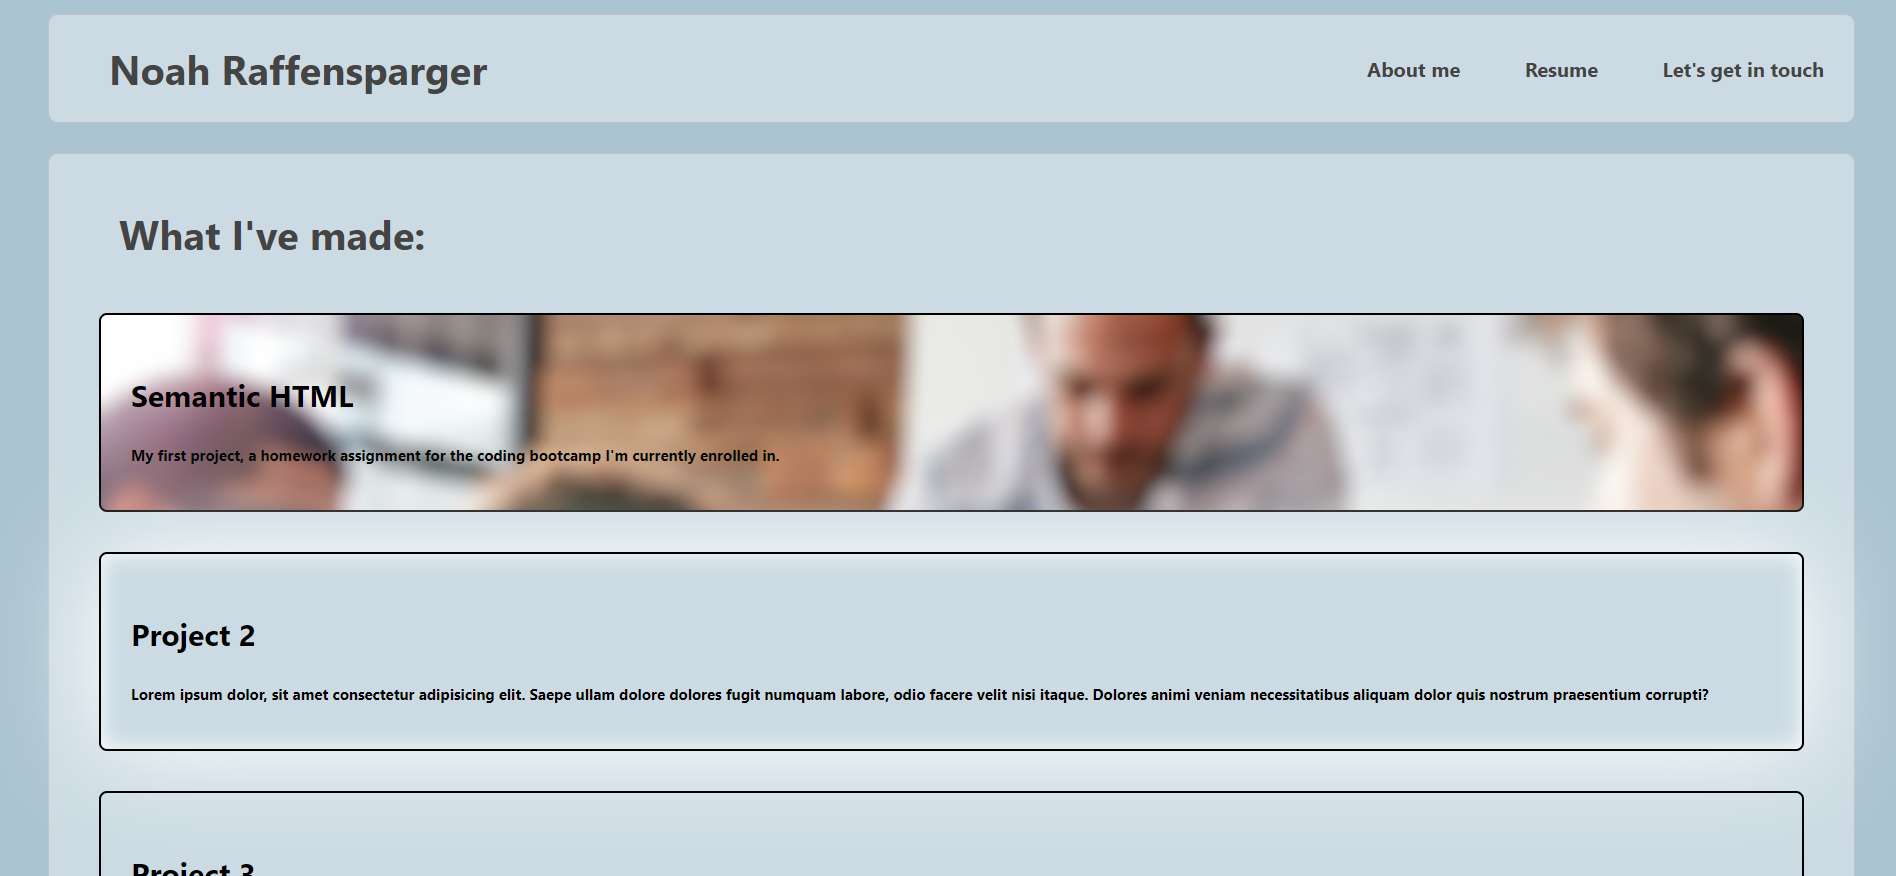 Noah Raffensparger
About me Resume Let's get in touch
What I've made:
Semantic HTML
My first project, a homework assignment for the coding bootcamp I'm currently enrolled in.
Project 2
Lorem ipsum dolor, sit amet consectetur adipisicing elit. Saepe ullam dolore dolores fugit numquam labore, odio facere velit nisi itaque. Dolores animi veniam necessitatibus aliquam dolor quis nostrum praesentium corrupti?
Project 3